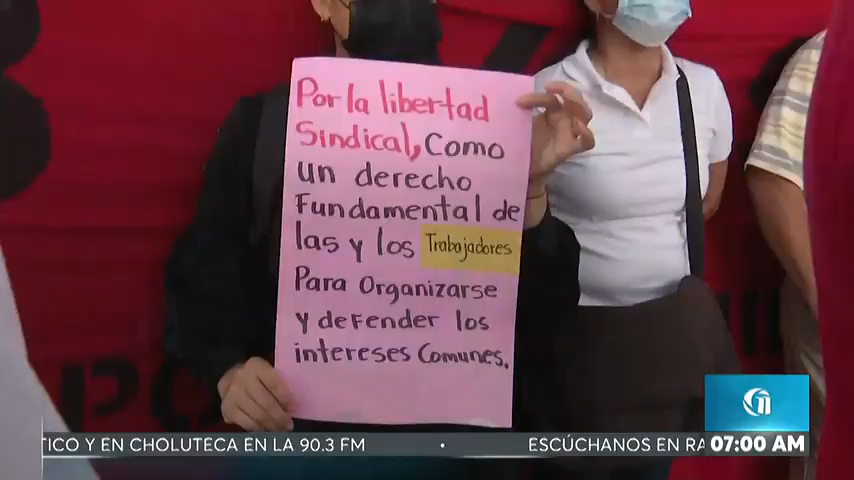 Por la libertad
Sindical, Como
un derecho
Fundamental de
las y los Trabajadores
Para Organizarse
y defender los
intereses Comunes.
11
TICO Y EN CHOLUTECA EN LA 90.3 FM • ESCÚCHANOS EN RA
07:00 AM